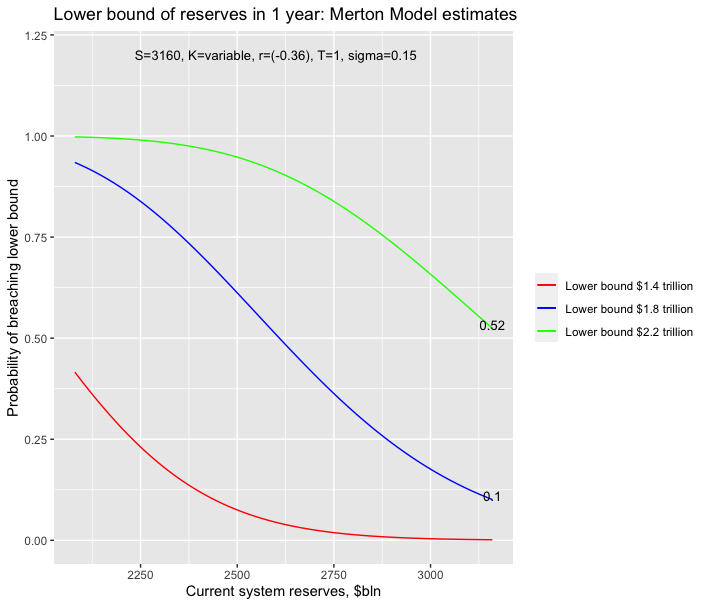 Lower bound of reserves in 1 year: Merton Model estimates
S=3160, K=variable, r=(-0.36), T=1, sigma=0.15
Probability of breaching lower bound
1.25
1.00
0.75
0.50
0.25
0.00
0.52
0.1
2250
2500
2750
3000
Current system reserves, $bln
Lower bound $1.4 trillion
Lower bound $1.8 trillion
Lower bound $2.2 trillion